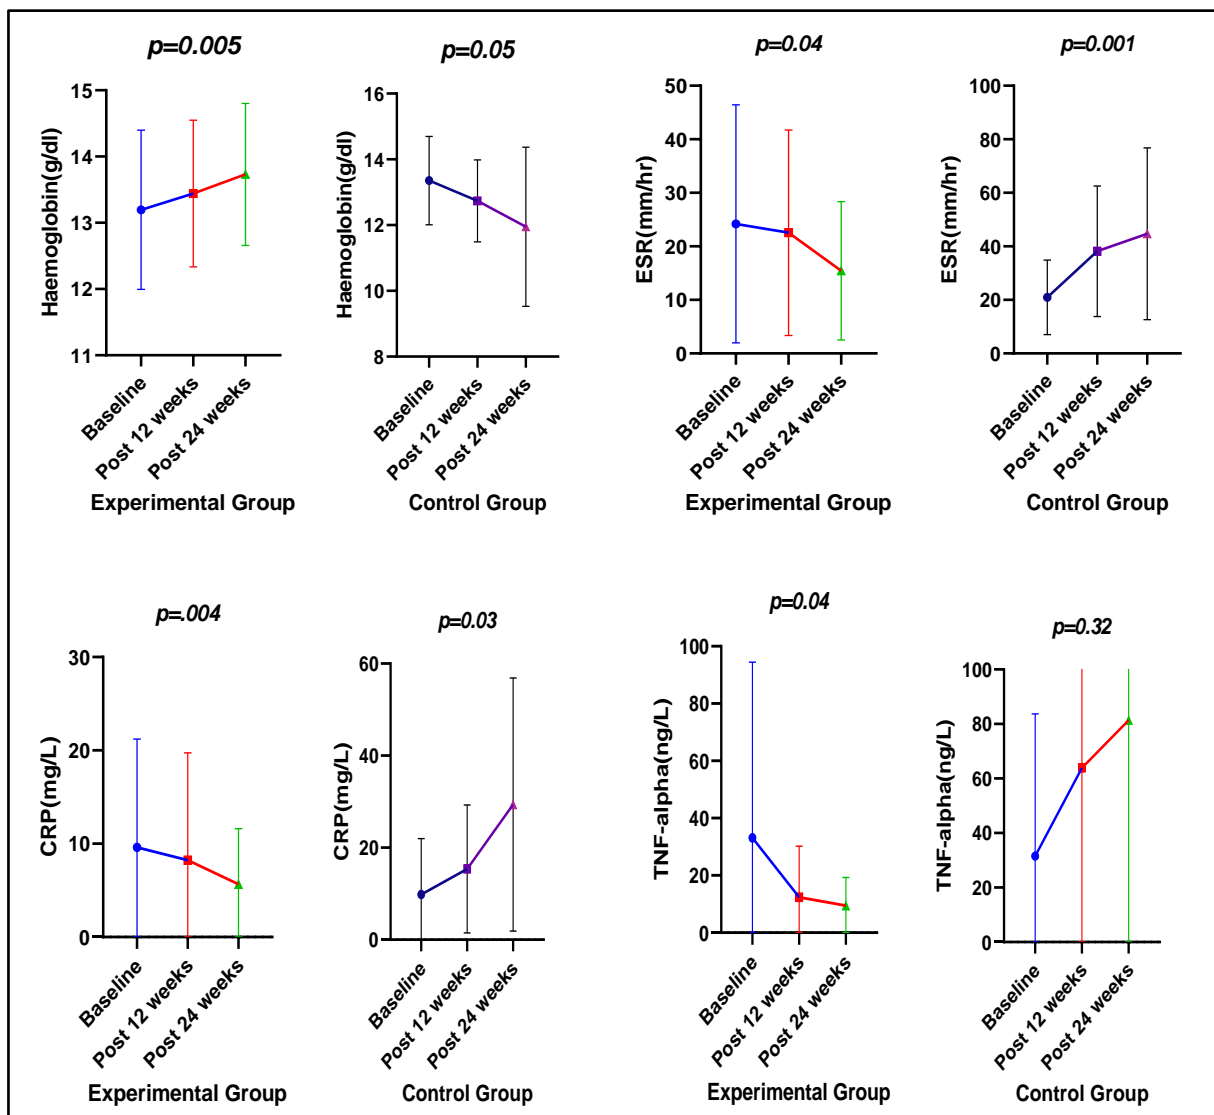 p=0.005
Haemoglobin(g/dl)
15
14
13
12
11
Baseline
Post 12 weeks
Post 24 weeks
Experimental Group
p=0.05
Haemoglobin(g/dl)
16
14
12
10
8
Baseline
Post 12 weeks
Post 24 weeks
Control Group
p=0.04
ESR(mm/hr)
50
40
30
20
10
0
Baseline
Post 12 weeks
Post 24 weeks
Experimental Group
p=0.001
ESR(mm/hr)
100
80
60
40
20
0
Baseline
Post 12 weeks
Post 24 weeks
Control Group
p=.004
CRP(mg/L)
30
20
10
0
Baseline
Post 12 weeks
Post 24 weeks
Experimental Group
p=0.03
CRP(mg/L)
60
40
20
0
Baseline
Post 12 weeks
Post 24 weeks
Control Group
p=0.04
TNF-alpha(ng/L)
100
80
60
40
20
0
Baseline
Post 12 weeks
Post 24 weeks
Experimental Group
p=0.32
TNF-alpha(ng/L)
100
80
60
40
20
0
Baseline
Post 12 weeks
Post 24 weeks
Control Group